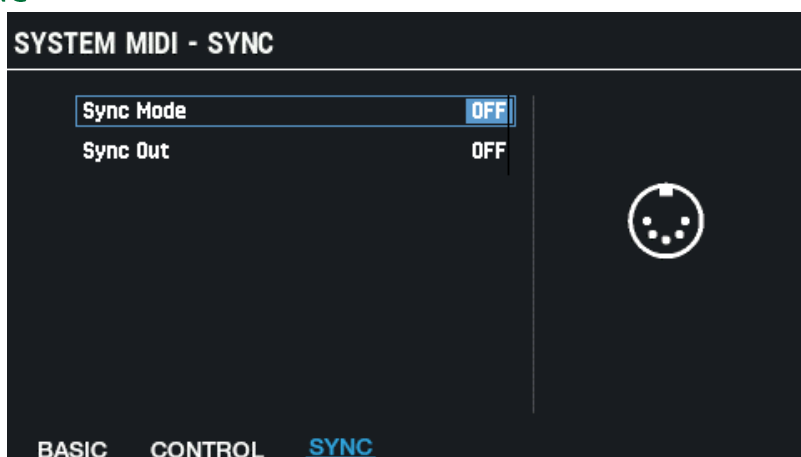 SYSTEM MIDI - SYNC
Sync Mode OFF
Sync Out OFF
BASIC CONTROL SYNC